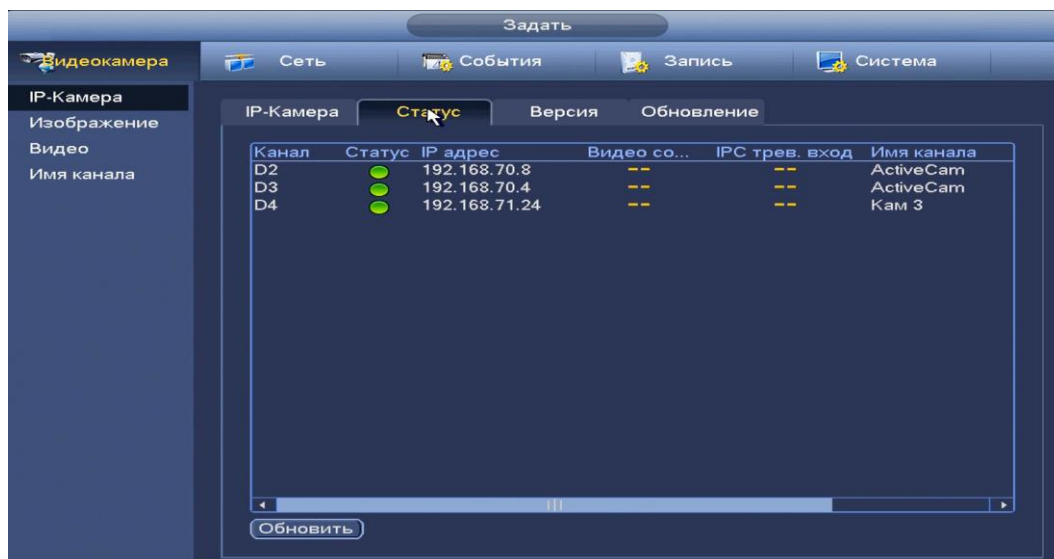 Задать
Видеокамера Сеть События Запись Система
IP-Камера
Изображение
Видео
Имя канала
IP-Камера Статус Версия Обновление
Канал Статус IP адрес Видео со... IPC трев. вход Имя канала
D2 192.168.70.8 -- -- ActiveCam
D3 192.168.70.4 -- -- ActiveCam
D4 192.168.71.24 -- -- Кам 3
Обновить